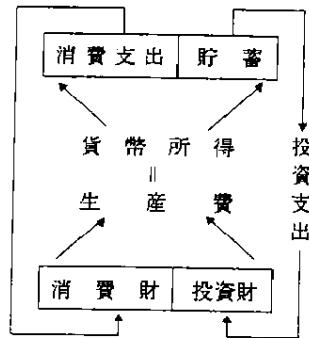 消費支出 貯蓄
貨幣所得
॥
生産費
投資支出
消費財 投資財